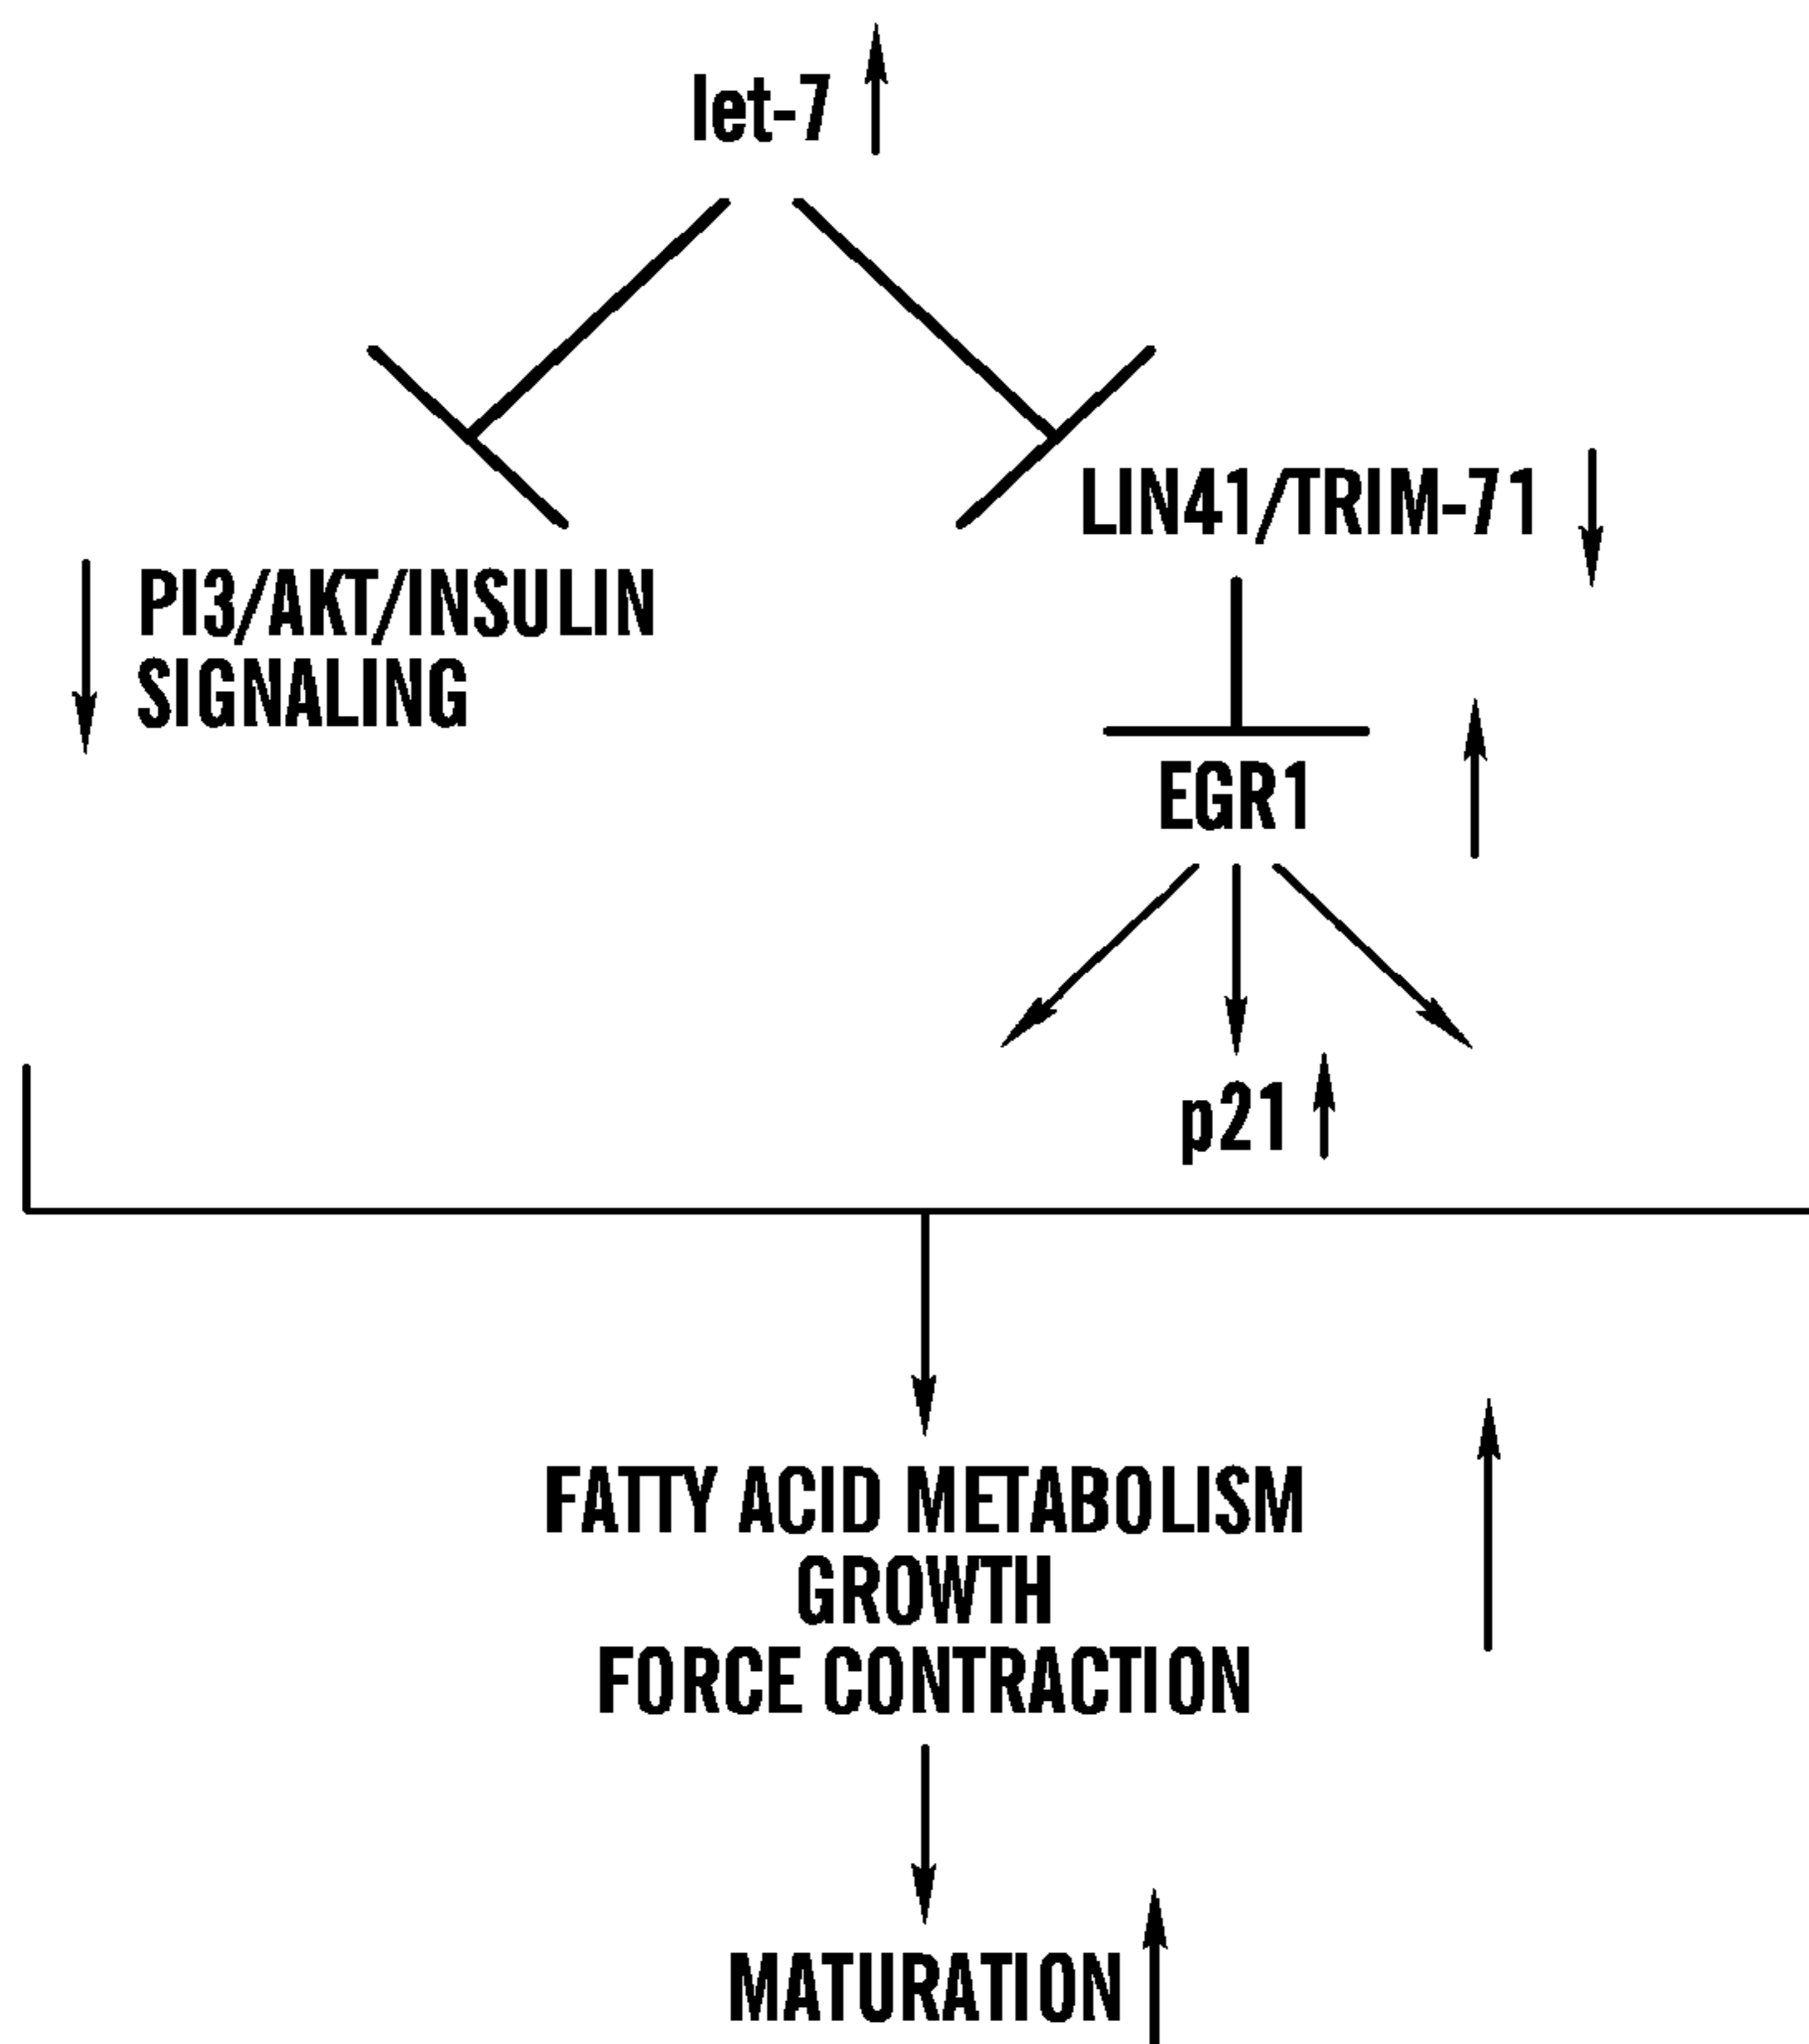 let-7
LIN41/TRIM-71
PI3/AKT/INSULIN
SIGNALING
EGR1
p21
FATTY ACID METABOLISM
GROWTH
FORCE CONTRACTION
MATURATION